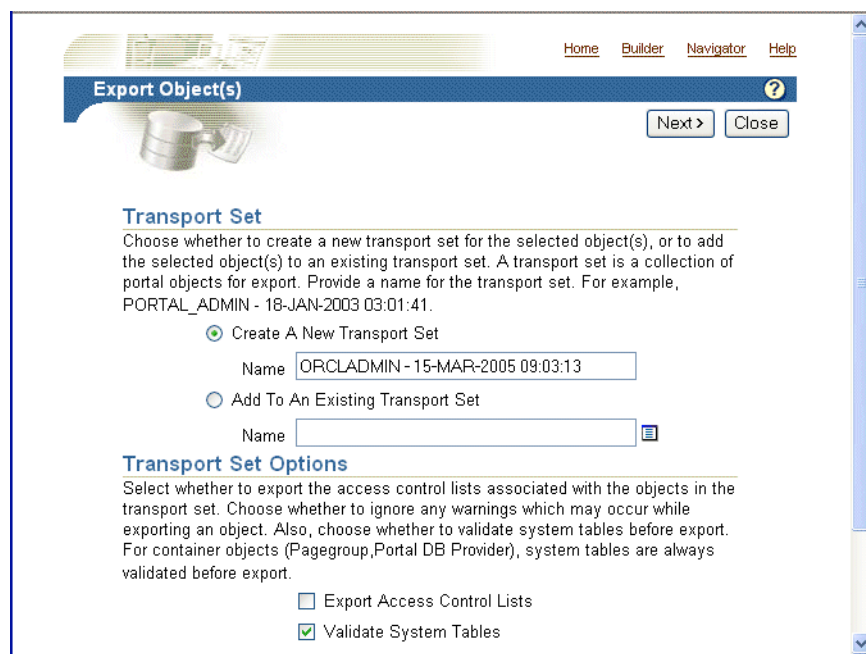 Home Builder Navigator Help
Export Object(s)
?
Next > Close
Transport Set
Choose whether to create a new transport set for the selected object(s), or to add
the selected object(s) to an existing transport set. A transport set is a collection of
portal objects for export. Provide a name for the transport set. For example,
PORTAL_ADMIN - 18-JAN-2003 03:01:41.
Create A New Transport Set
Name ORCLADMIN - 15-MAR-2005 09:03:13
Add To An Existing Transport Set
Name
Transport Set Options
Select whether to export the access control lists associated with the objects in the
transport set. Choose whether to ignore any warnings which may occur while
exporting an object. Also, choose whether to validate system tables before export.
For container objects (Pagegroup,Portal DB Provider), system tables are always
validated before export.
Export Access Control Lists
Validate System Tables